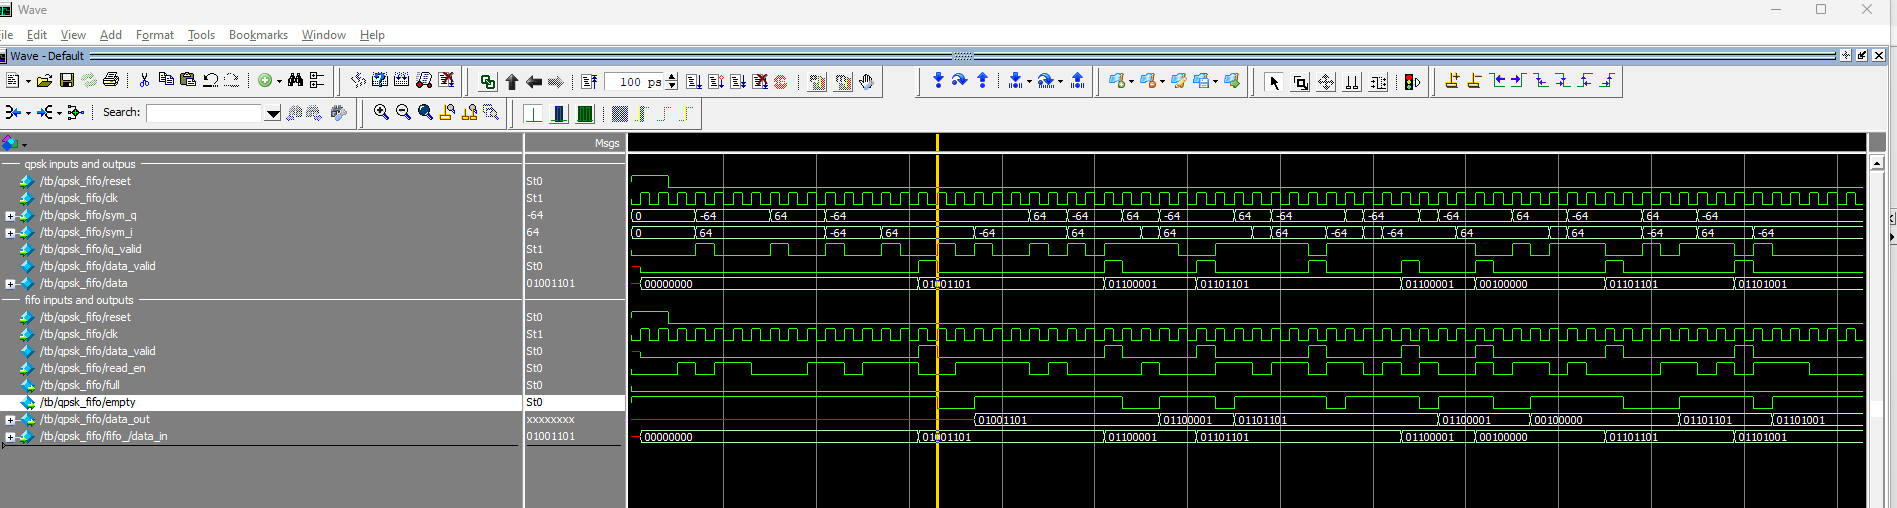 Wave
File Edit View Add Format Tools Bookmarks Window Help
Wave - Default
100 ps
Search:
Msgs
qpsk inputs and outpus
/tb/qpsk_fifo/reset St0
/tb/qpsk_fifo/clk St1
/tb/qpsk_fifo/sym_q -64 0 -64 64 -64 64 -64 64 -64 64 -64 -64 -64 64 -64 64 -64
/tb/qpsk_fifo/sym_i 64 0 64 -64 64 -64 64 -64 64 64 -64 -64 64 64 -64 64 -64
/tb/qpsk_fifo/iq_valid St1
/tb/qpsk_fifo/data_valid St0
/tb/qpsk_fifo/data 01001101 00000000 01001101 01100001 01101101 01100001 00100000 01101101 01101001
fifo inputs and outputs
/tb/qpsk_fifo/reset St0
/tb/qpsk_fifo/clk St1
/tb/qpsk_fifo/data_valid St0
/tb/qpsk_fifo/read_en St0
/tb/qpsk_fifo/full St0
/tb/qpsk_fifo/empty St0
/tb/qpsk_fifo/data_out xxxxxxxx 01001101 01100001 01101101 01100001 00100000 01101101 01101001
/tb/qpsk_fifo/fifo_/data_in 01001101 00000000 01001101 01100001 01101101 01100001 00100000 01101101 01101001